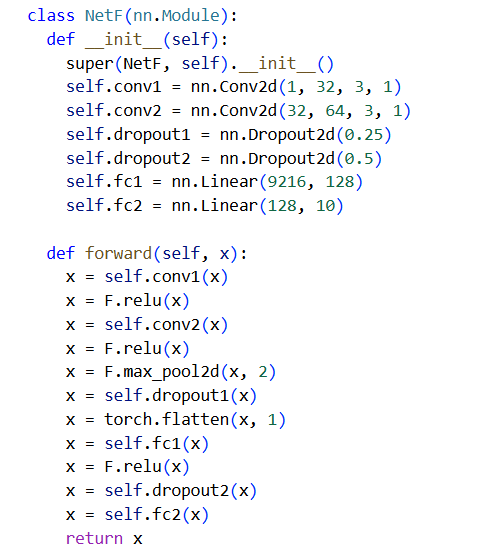 class NetF(nn.Module):
  def __init__(self):
    super(NetF, self).__init__()
    self.conv1 = nn.Conv2d(1, 32, 3, 1)
    self.conv2 = nn.Conv2d(32, 64, 3, 1)
    self.dropout1 = nn.Dropout2d(0.25)
    self.dropout2 = nn.Dropout2d(0.5)
    self.fc1 = nn.Linear(9216, 128)
    self.fc2 = nn.Linear(128, 10)

  def forward(self, x):
    x = self.conv1(x)
    x = F.relu(x)
    x = self.conv2(x)
    x = F.relu(x)
    x = F.max_pool2d(x, 2)
    x = self.dropout1(x)
    x = torch.flatten(x, 1)
    x = self.fc1(x)
    x = F.relu(x)
    x = self.dropout2(x)
    x = self.fc2(x)
    return x